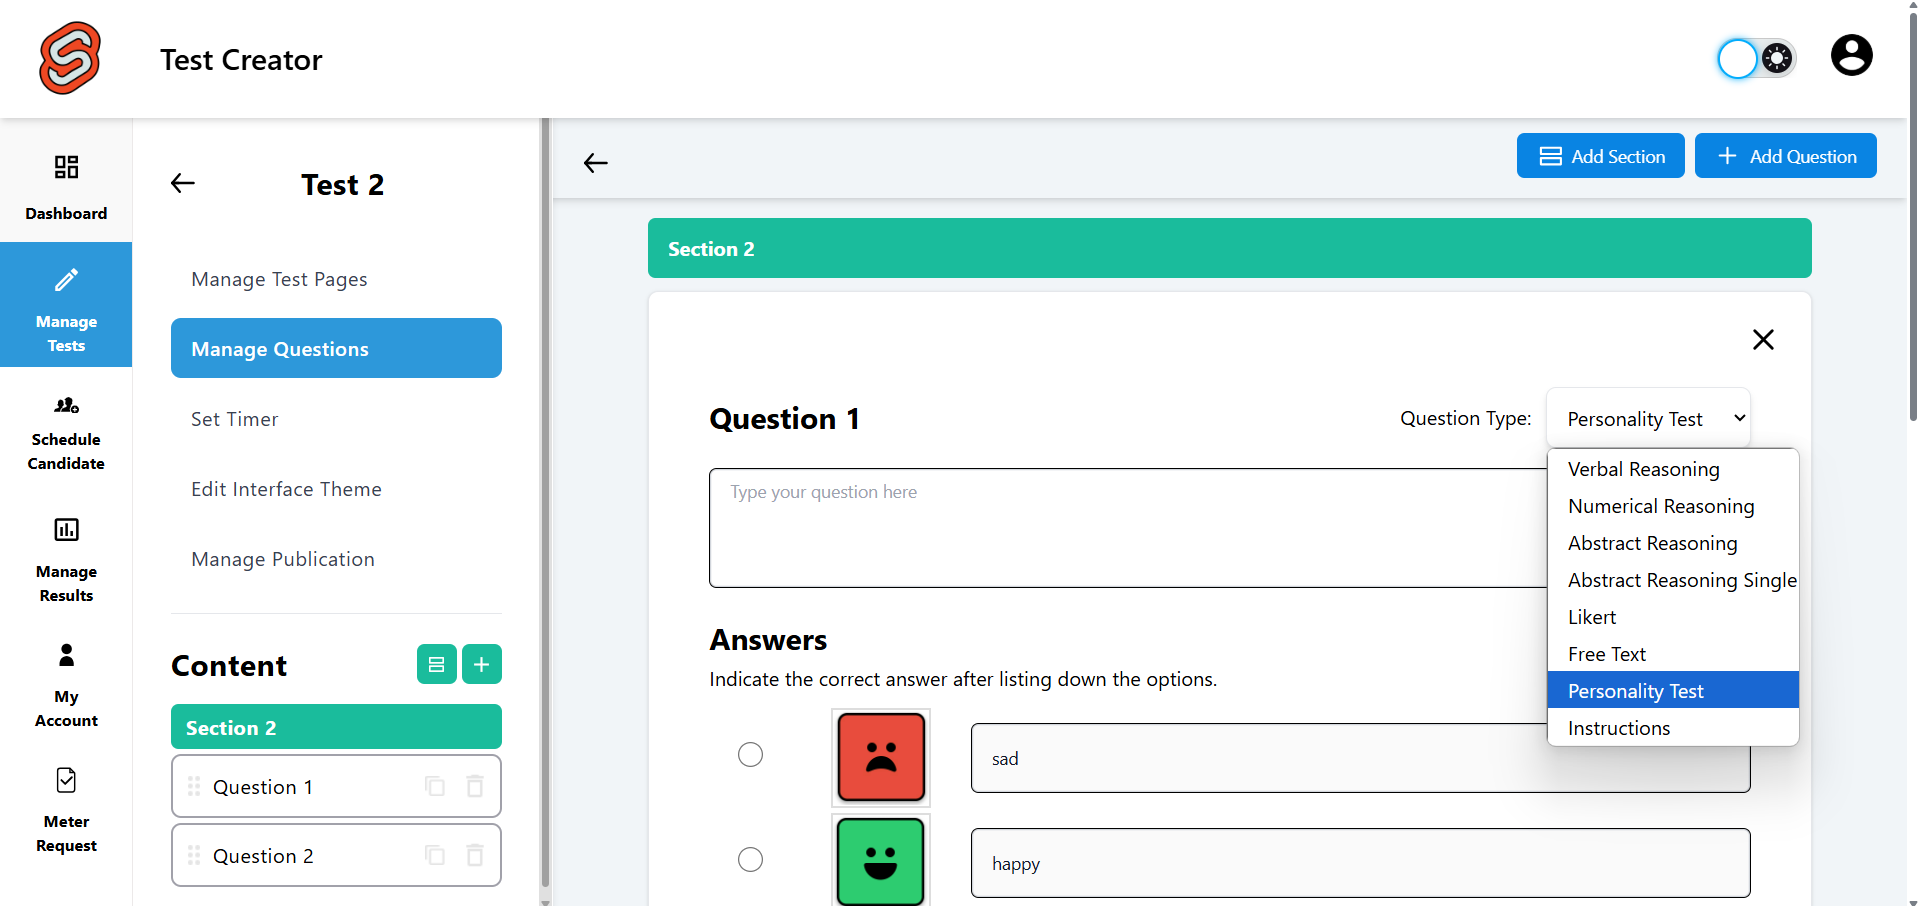 Test Creator
Dashboard
Manage
Tests
Schedule
Candidate
Manage
Results
My
Account
Meter
Request
Test 2
Manage Test Pages
Manage Questions
Set Timer
Edit Interface Theme
Manage Publication
Content
Section 2
Question 1
Question 2
Add Section
Add Question
Section 2
Question 1
Question Type:
Personality Test
Verbal Reasoning
Numerical Reasoning
Abstract Reasoning
Abstract Reasoning Single
Likert
Free Text
Personality Test
Instructions
Type your question here
Answers
Indicate the correct answer after listing down the options.
sad
happy